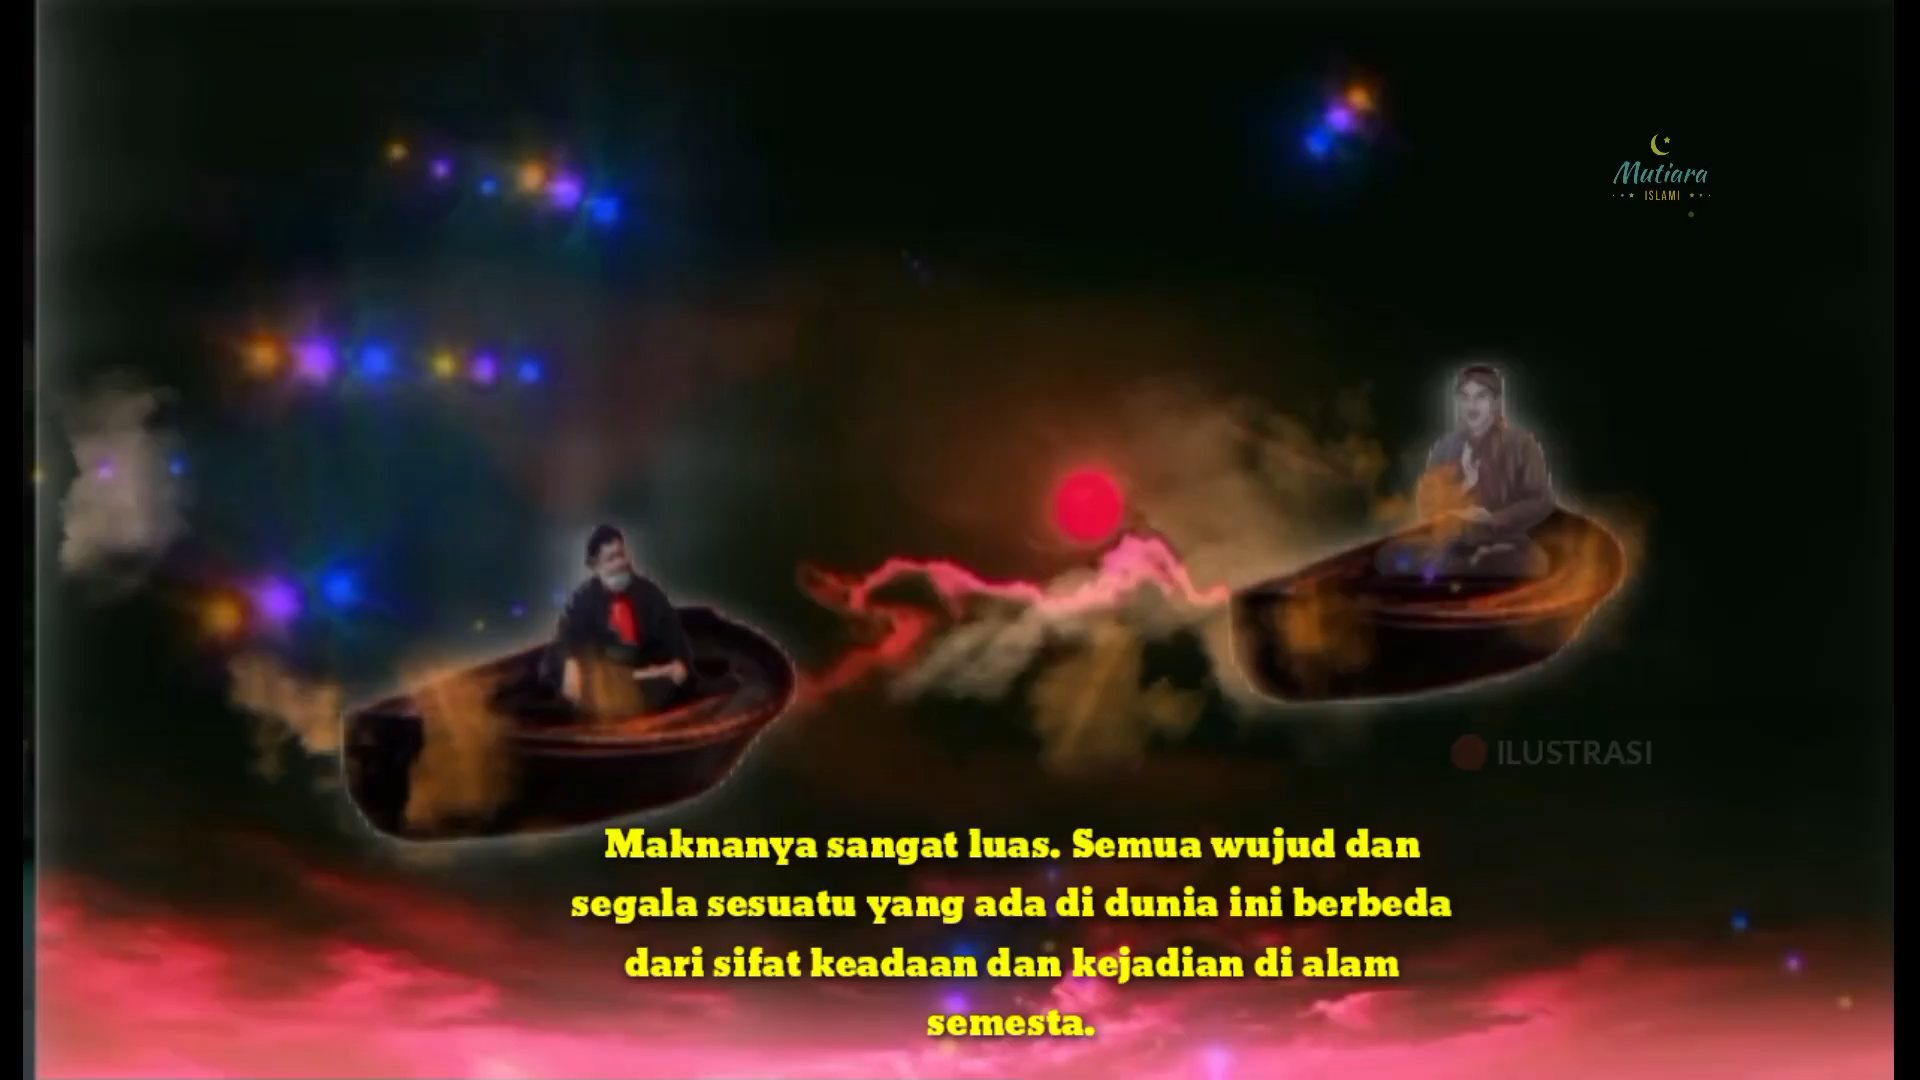 Mutiara
ISLAMI
ILUSTRASI
Maknanya sangat luas. Semua wujud dan
segala sesuatu yang ada di dunia ini berbeda
dari sifat keadaan dan kejadian di alam
semesta.